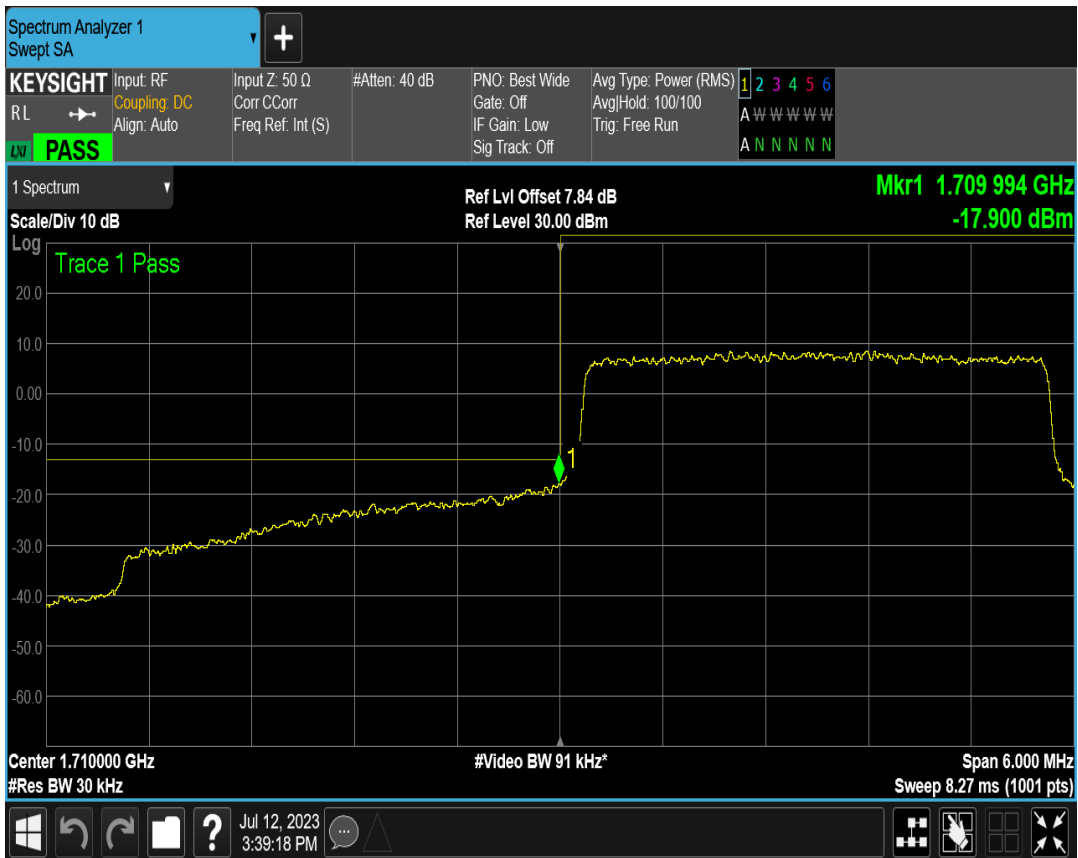 Spectrum Analyzer 1
Swept SA
+
KEYSIGHT
RL
LXI
PASS
Input: RF
Coupling: DC
Align: Auto
Input Z: 50 Ω
Corr CCorr
Freq Ref: Int (S)
#Atten: 40 dB
PNO: Best Wide
Gate: Off
IF Gain: Low
Sig Track: Off
Avg Type: Power (RMS)
Avg|Hold: 100/100
Trig: Free Run
1 2 3 4 5 6
A W W W W W
A N N N N N
1 Spectrum
Scale/Div 10 dB
Ref Lvl Offset 7.84 dB
Ref Level 30.00 dBm
Mkr1 1.709 994 GHz
-17.900 dBm
Log
Trace 1 Pass
20.0
10.0
0.00
-10.0
1
-20.0
-30.0
-40.0
-50.0
-60.0
Center 1.710000 GHz
#Res BW 30 kHz
#Video BW 91 kHz*
Span 6.000 MHz
Sweep 8.27 ms (1001 pts)
?
Jul 12, 2023
3:39:18 PM